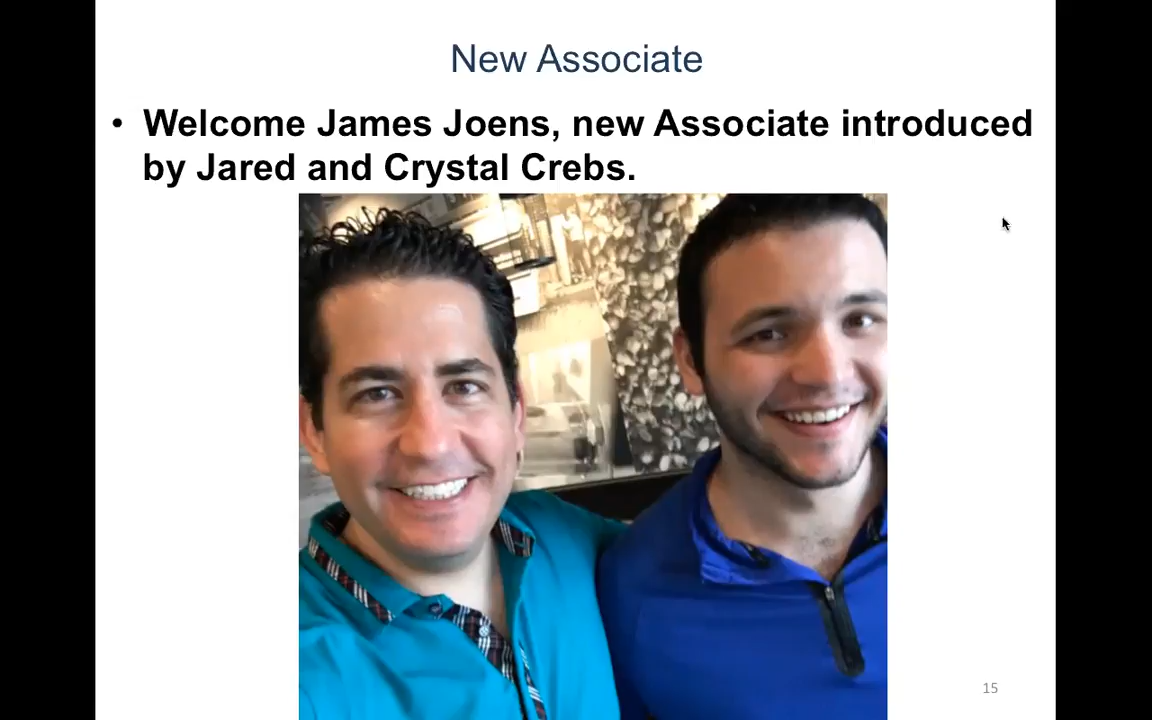 New Associate
• Welcome James Joens, new Associate introduced
by Jared and Crystal Crebs.
15